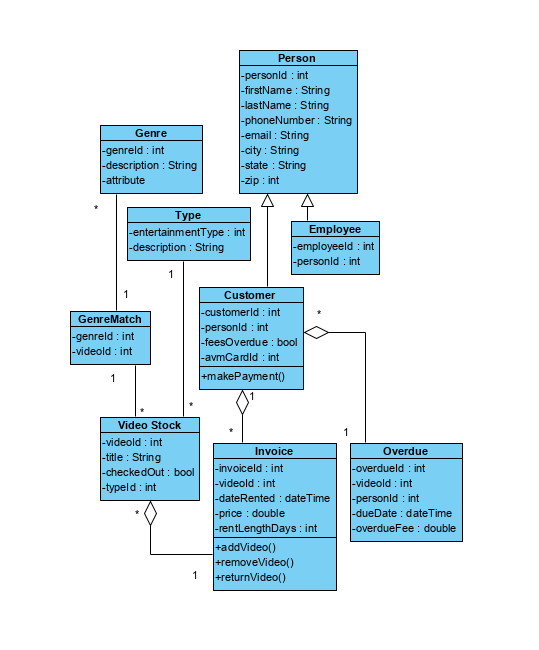 Person
-personId : int
-firstName : String
-lastName : String
-phoneNumber : String
-email : String
-city : String
-state : String
-zip : int
Genre
-genreId : int
-description : String
-attribute
*
Type
-entertainmentType : int
-description : String
1
Employee
-employeeId : int
-personId : int
1
GenreMatch
-genreId : int
-videoId : int
1
*
Customer
-customerId : int
-personId : int
-feesOverdue : bool
-avmCardId : int
+makePayment()
*
1
*
1
*
Video Stock
-videoId : int
-title : String
-checkedOut : bool
-typeId : int
*
1
Invoice
-invoiceId : int
-videoId : int
-dateRented : dateTime
-price : double
-rentLengthDays : int
+addVideo()
+removeVideo()
+returnVideo()
Overdue
-overdueId : int
-videoId : int
-personId : int
-dueDate : dateTime
-overdueFee : double
*
1